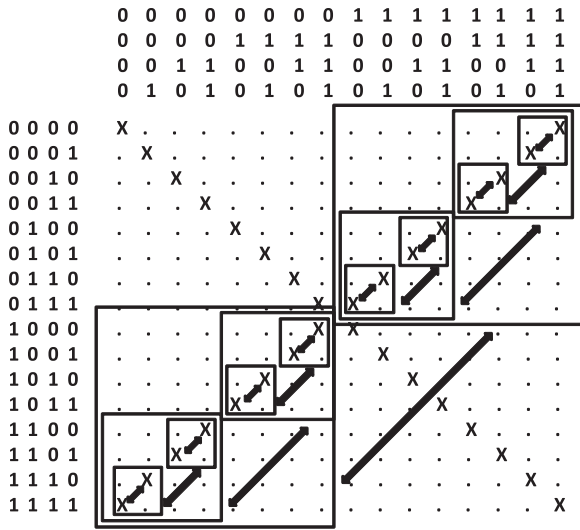 0 0 0 0 0 0 0 0 1 1 1 1 1 1 1 1
0 0 0 0 1 1 1 1 0 0 0 0 1 1 1 1
0 0 1 1 0 0 1 1 0 0 1 1 0 0 1 1
0 1 0 1 0 1 0 1 0 1 0 1 0 1 0 1
0 0 0 0 X . . . . . . . . . . . . . . X
0 0 0 1 . X . . . . . . . . . . . . X .
0 0 1 0 . . X . . . . . . . . . . X . .
0 0 1 1 . . . X . . . . . . . . X . . .
0 1 0 0 . . . . X . . . . . . X . . . .
0 1 0 1 . . . . . X . . . . X . . . . .
0 1 1 0 . . . . . . X . . X . . . . . .
0 1 1 1 . . . . . . . X X . . . . . . .
1 0 0 0 . . . . . . . X X . . . . . . .
1 0 0 1 . . . . . . X . . X . . . . . .
1 0 1 0 . . . . . X . . . . X . . . . .
1 0 1 1 . . . . X . . . . . . X . . . .
1 1 0 0 . . . X . . . . . . . . X . . .
1 1 0 1 . . X . . . . . . . . . . X . .
1 1 1 0 . X . . . . . . . . . . . . X .
1 1 1 1 X . . . . . . . . . . . . . . X